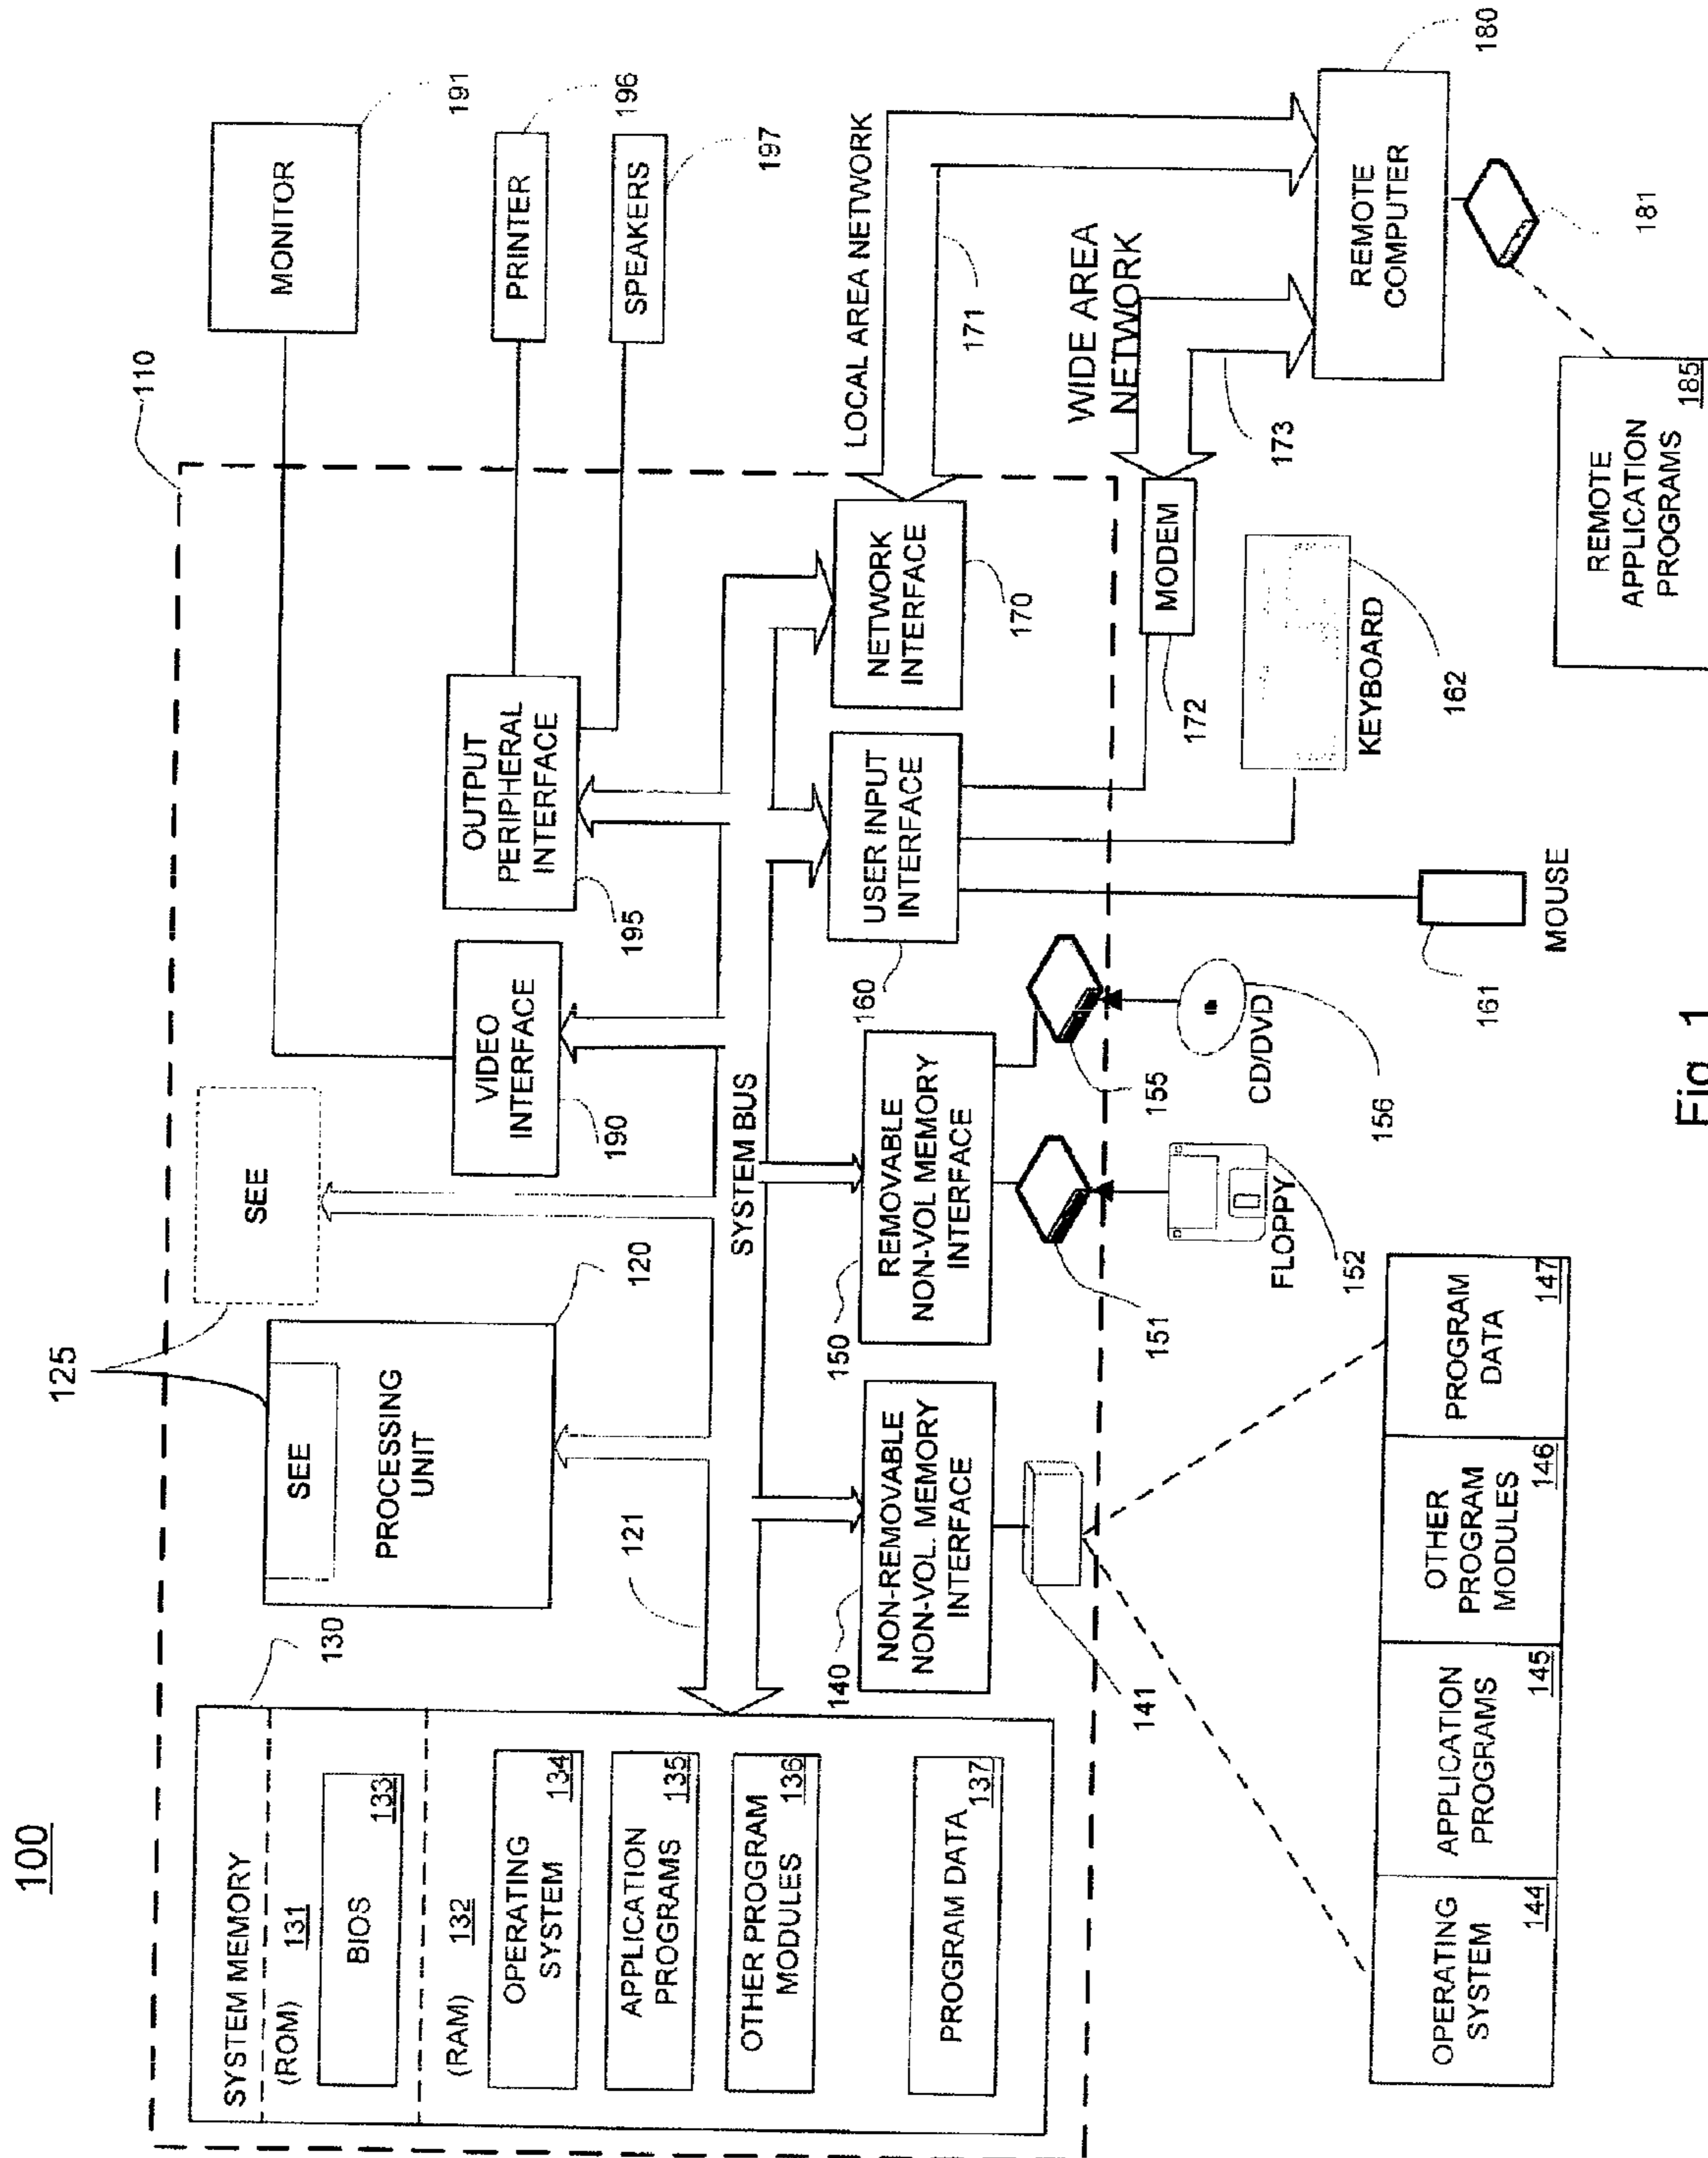 100
125
110
SYSTEM MEMORY
(ROM) 131
BIOS
133
(RAM) 132
OPERATING
SYSTEM
134
APPLICATION
PROGRAMS
135
OTHER PROGRAM
MODULES
136
PROGRAM DATA
137
130
SEE
PROCESSING
UNIT
120
SEE
121
SYSTEM BUS
VIDEO
INTERFACE
190
OUTPUT
PERIPHERAL
INTERFACE
195
MONITOR
191
PRINTER
196
SPEAKERS
197
NON-REMOVABLE
NON-VOL. MEMORY
INTERFACE
140
REMOVABLE
NON-VOL MEMORY
INTERFACE
150
USER INPUT
INTERFACE
160
NETWORK
INTERFACE
170
LOCAL AREA NETWORK
171
WIDE AREA
NETWORK
173
MODEM
172
141
151
155
FLOPPY
152
CD/DVD
156
MOUSE
161
KEYBOARD
162
REMOTE
COMPUTER
180
181
REMOTE
APPLICATION
PROGRAMS
185
OPERATING
SYSTEM
144
APPLICATION
PROGRAMS
145
OTHER
PROGRAM
MODULES
146
PROGRAM
DATA
147
Fig. 1